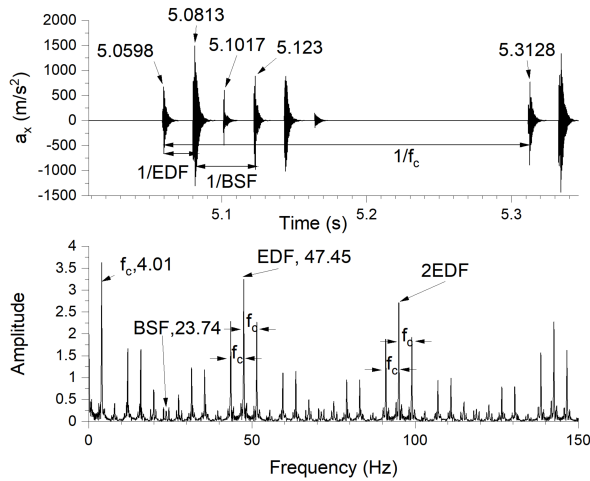 2000
1500
1000
500
0
-500
-1000
-1500
a_x (m/s²)
5.0598
5.0813
5.1017
5.123
5.3128
1/EDF
1/BSF
1/f_c
5.1
5.2
5.3
Time (s)
4
3.5
3
2.5
2
1.5
1
0.5
0
Amplitude
f_c,4.01
BSF,23.74
EDF, 47.45
2EDF
f_c
f_c
f_c
f_c
0
50
100
150
Frequency (Hz)